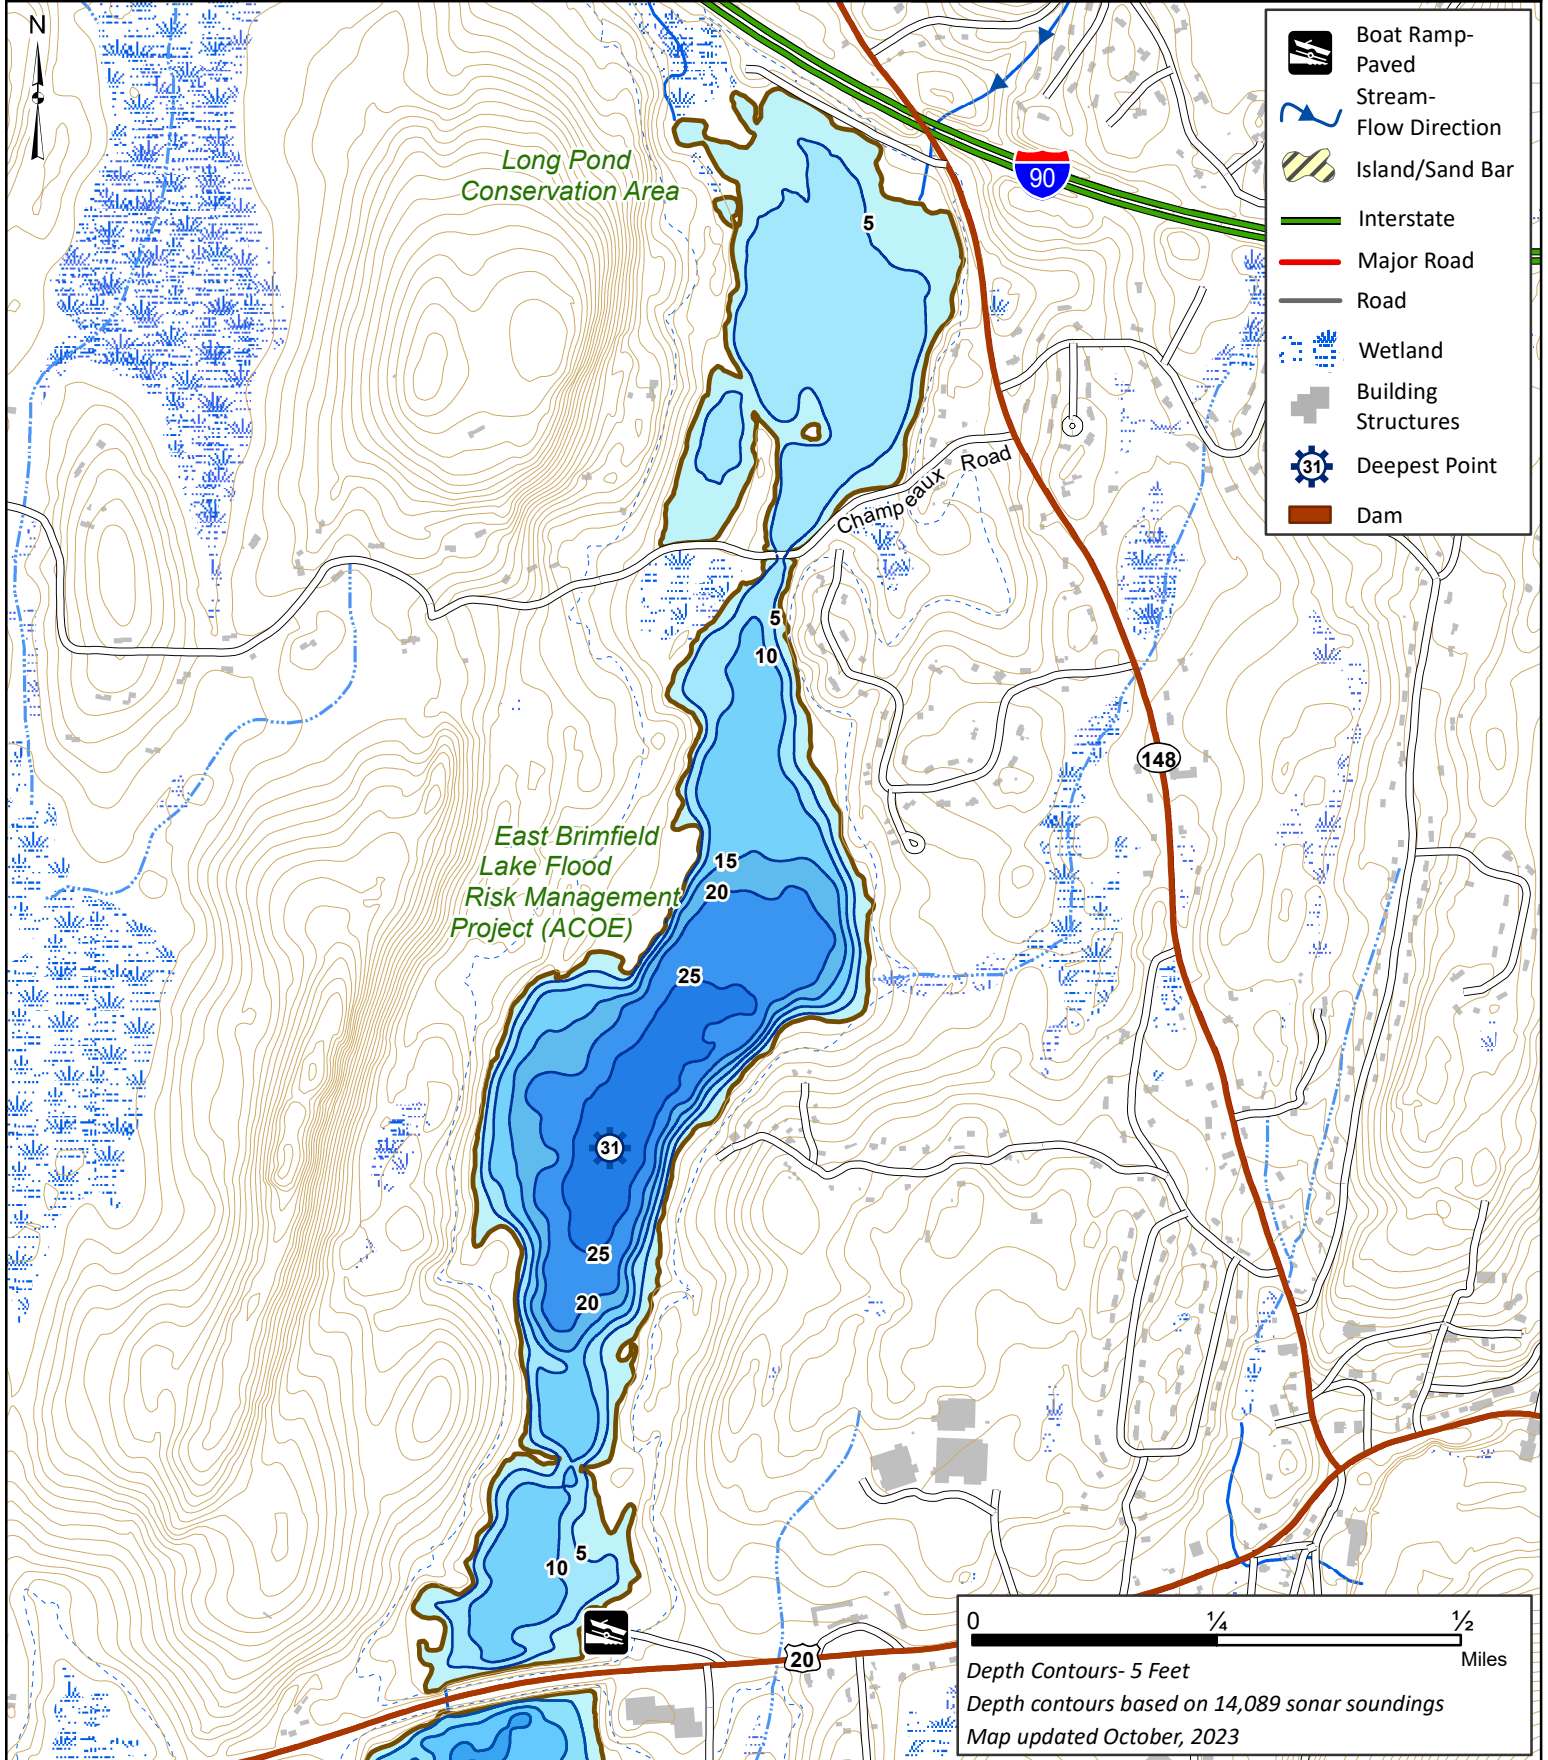 N
Long Pond
Conservation Area
90
5
Boat Ramp-
Paved
Stream-
Flow Direction
Island/Sand Bar
Interstate
Major Road
Road
Wetland
Building
Structures
31
Deepest Point
Dam
Champeaux Road
5
10
148
East Brimfield
Lake Flood
Risk Management
Project (ACOE)
15
20
25
31
25
20
5
10
20
0 ¼ ½
Miles
Depth Contours- 5 Feet
Depth contours based on 14,089 sonar soundings
Map updated October, 2023